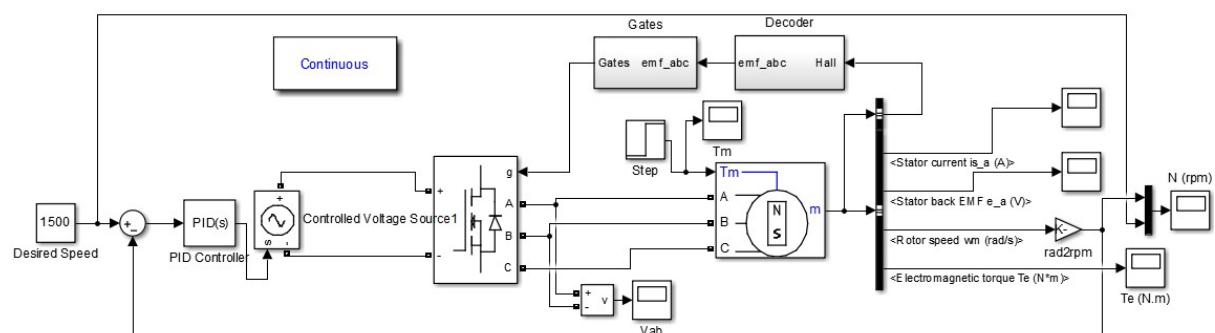 Gates
Decoder
Continuous
Gates emf_abc
emf_abc Hall
Tm
Step
g
A
B
C
+
-
Tm
A
B
C
N
S
m
<Stator current is_a (A)>
<Stator back EMF e_a (V)>
<Rotor speed wm (rad/s)>
<Electromagnetic torque Te (N*m)>
N (rpm)
1500
Desired Speed
+
-
PID(s)
PID Controller
+
s -
Controlled Voltage Source1
K-
rad2rpm
Te (N.m)
+
-
v
Vab